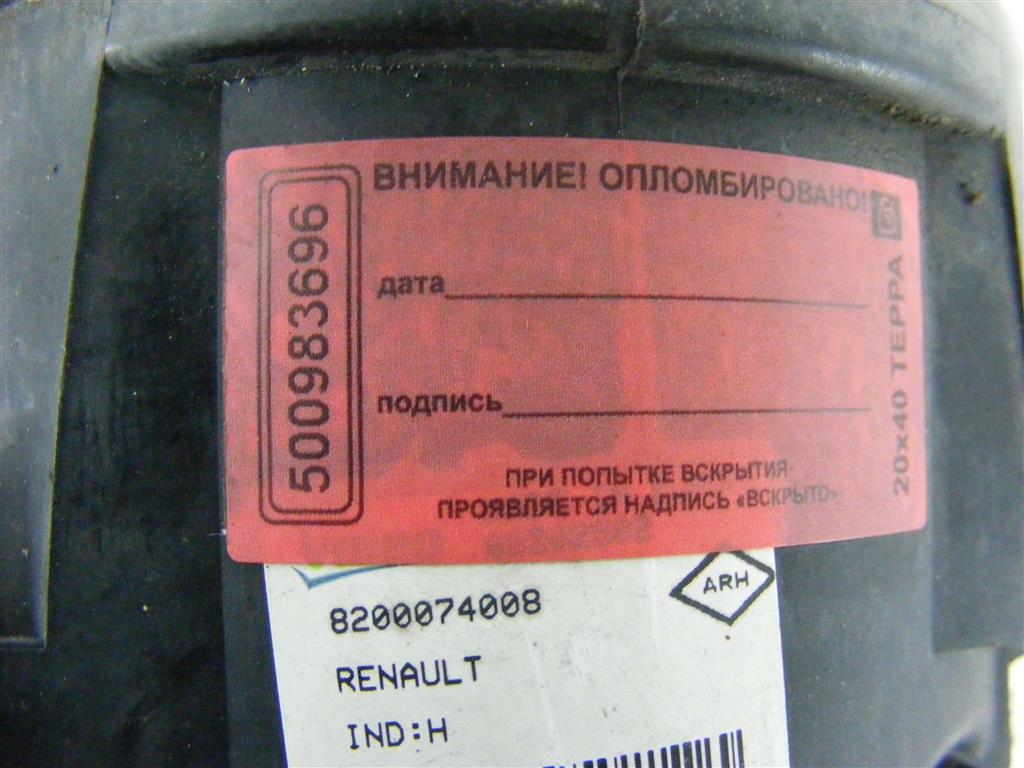 ВНИМАНИЕ! ОПЛОМБИРОВАНО!
500983696
дата
подпись
20x40 ТЕРРА
ПРИ ПОПЫТКЕ ВСКРЫТИЯ
ПРОЯВЛЯЕТСЯ НАДПИСЬ «ВСКРЫТО»
ARH
8200074008
RENAULT
IND:H